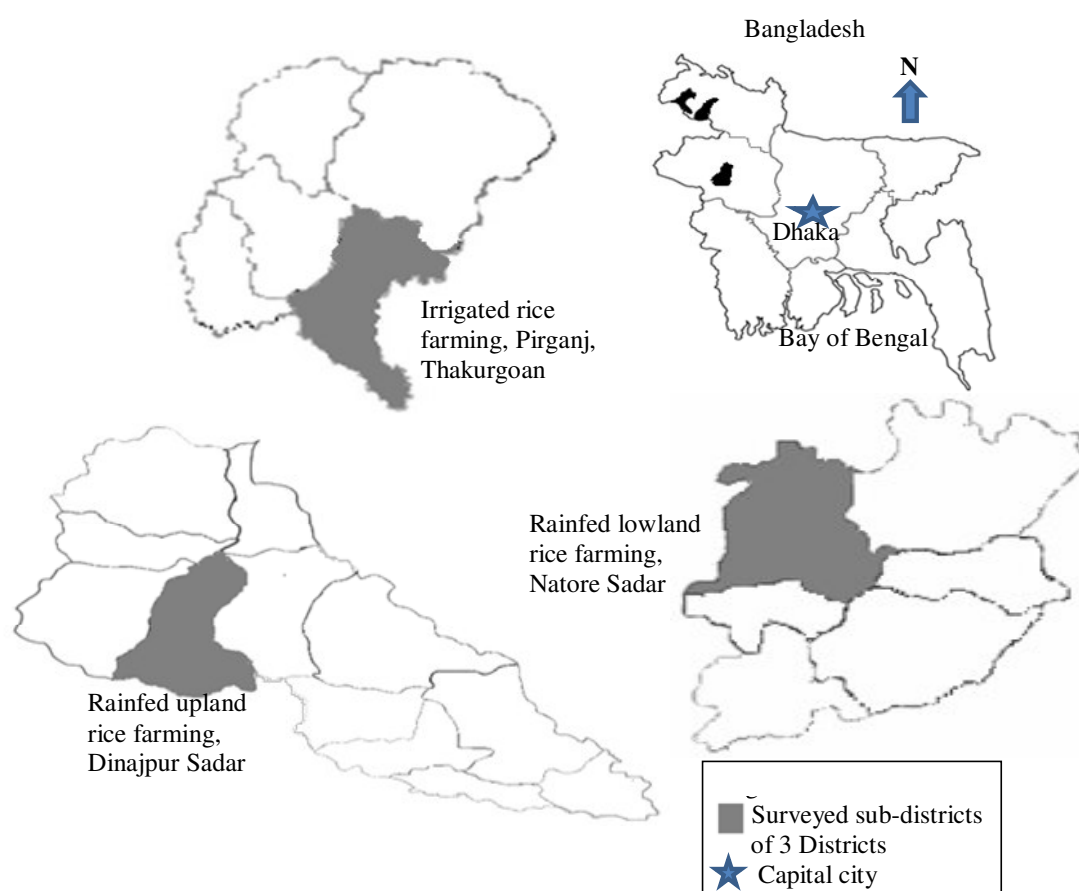 Bangladesh
N
Dhaka
Bay of Bengal
Irrigated rice
farming, Pirganj,
Thakurgoan
Rainfed lowland
rice farming,
Natore Sadar
Rainfed upland
rice farming,
Dinajpur Sadar
Surveyed sub-districts
of 3 Districts
Capital city